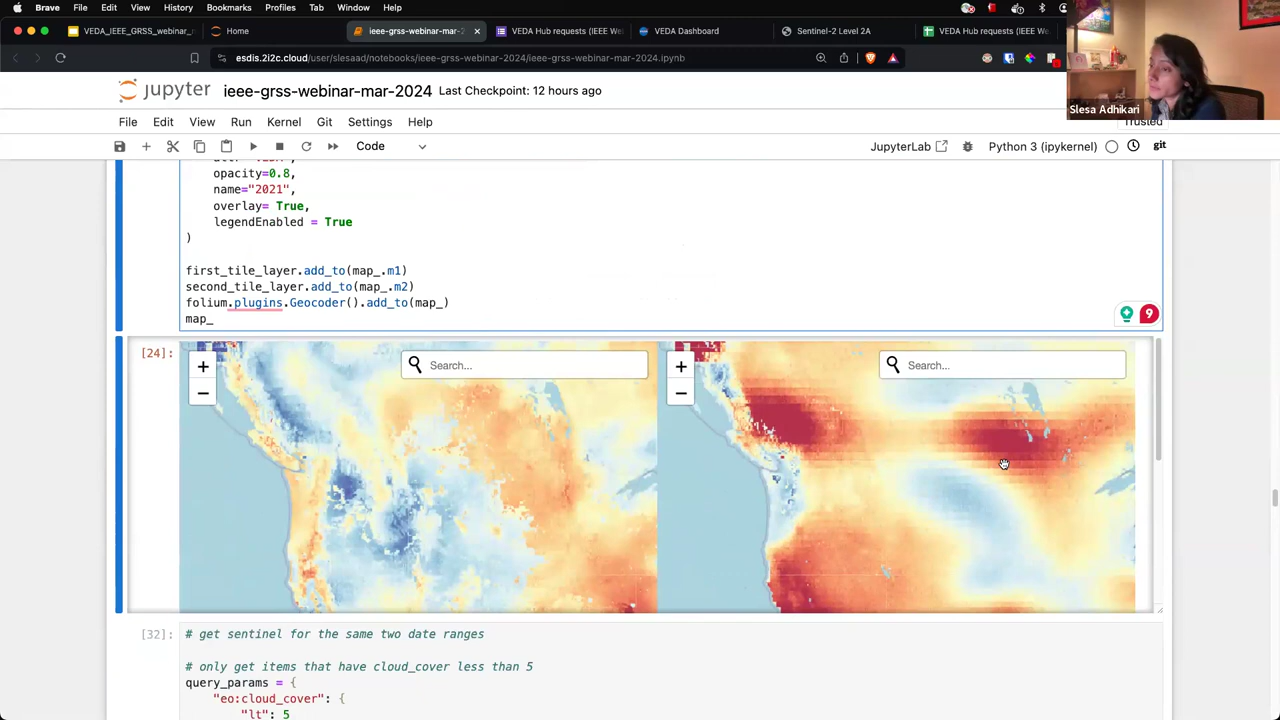 Brave File Edit View History Bookmarks Profiles Tab Window Help
VEDA_IEEE_GRSS_webinar_ Home ieee-grss-webinar-mar-2 VEDA Hub requests (IEEE We VEDA Dashboard Sentinel-2 Level 2A VEDA Hub requests (IEEE W
esdis.2i2c.cloud/user/slesaad/notebooks/ieee-grss-webinar-2024/ieee-grss-webinar-mar-2024.ipynb
Slesa Adhikari
jupyter ieee-grss-webinar-mar-2024 Last Checkpoint: 12 hours ago
File Edit View Run Kernel Git Settings Help
Trusted
Code JupyterLab Python 3 (ipykernel) git
opacity=0.8,
name="2021",
overlay= True,
legendEnabled = True
)
first_tile_layer.add_to(map_.m1)
second_tile_layer.add_to(map_.m2)
folium.plugins.Geocoder().add_to(map_)
map_
9
[24]:
+ Search... + Search...
− −
[32]:
# get sentinel for the same two date ranges
# only get items that have cloud_cover less than 5
query_params = {
"eo:cloud_cover": {
"lt": 5